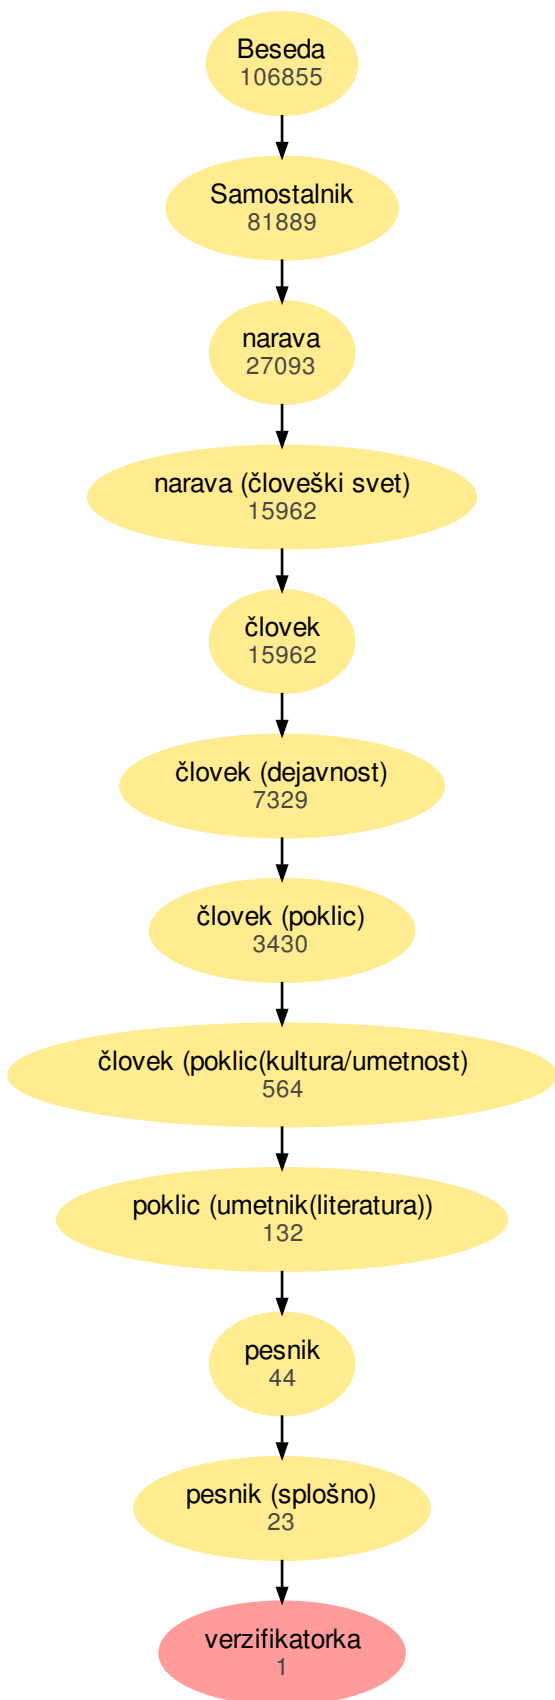 Beseda
106855
Samostalnik
81889
narava
27093
narava (človeški svet)
15962
človek
15962
človek (dejavnost)
7329
človek (poklic)
3430
človek (poklic(kultura/umetnost)
564
poklic (umetnik(literatura))
132
pesnik
44
pesnik (splošno)
23
verzifikatorka
1